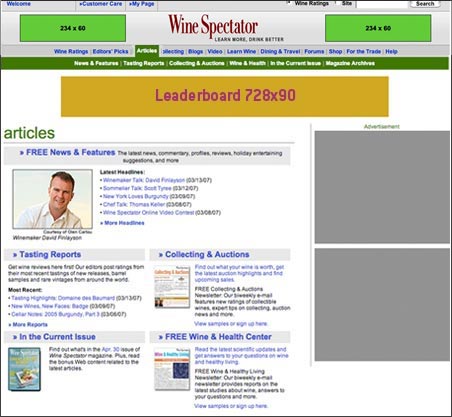 Welcome »Customer Care »My Page Wine Ratings Site Search
234 x 60 Wine Spectator 234 x 60
LEARN MORE, DRINK BETTER
Wine Ratings | Editors' Picks | Articles | Collecting | Blogs | Video | Learn Wine | Dining & Travel | Forums | Shop | For the Trade | Help
News & Features | Tasting Reports | Collecting & Auctions | Wine & Health | In the Current Issue | Magazine Archives
Leaderboard 728x90
articles
Advertisement
» FREE News & Features The latest news, commentary, profiles, reviews, holiday entertaining
suggestions, and more
Latest Headlines:
• Winemaker Talk: David Finlayson (03/13/07)
• Sommelier Talk: Scott Tyree (03/12/07)
• New York Loves Burgundy (03/09/07)
• Chef Talk: Thomas Keller (03/08/07)
• Wine Spectator Online Video Contest (03/08/07)
» More Headlines
Courtesy of Glen Carlou
Winemaker David Finlayson
» Tasting Reports
Get wine reviews here first! Our editors post ratings from
their most recent tastings of new releases, barrel
samples and rare vintages from around the world.
Most Recent:
• Tasting Highlights: Domaine des Baumard (03/13/07)
• New Wines, New Faces: Badge (03/09/07)
• Cellar Notes: 2005 Burgundy, Part 3 (03/08/07)
» More Reports
» Collecting & Auctions
Find out what your wine is worth, get
the latest auction highlights and find
upcoming sales.
FREE Collecting & Auctions
Newsletter: Our biweekly e-mail
features new ratings of collectible
wines, expert tips on collecting, auction
news and more.
View samples or sign up here.
» In the Current Issue
Wine Spectator
Find out what's in the Apr. 30 issue of
Wine Spectator magazine. Plus, read
the bonus Web content related to the
latest articles.
» FREE Wine & Health Center
Wine & Healthy Living
Read the latest scientific updates and
get answers to your questions on wine
and healthy living.
FREE Wine & Healthy Living
Newsletter: Our biweekly e-mail
newsletter provides reports on the
latest studies about wine, answers to
your questions and more.
View samples or sign up here.